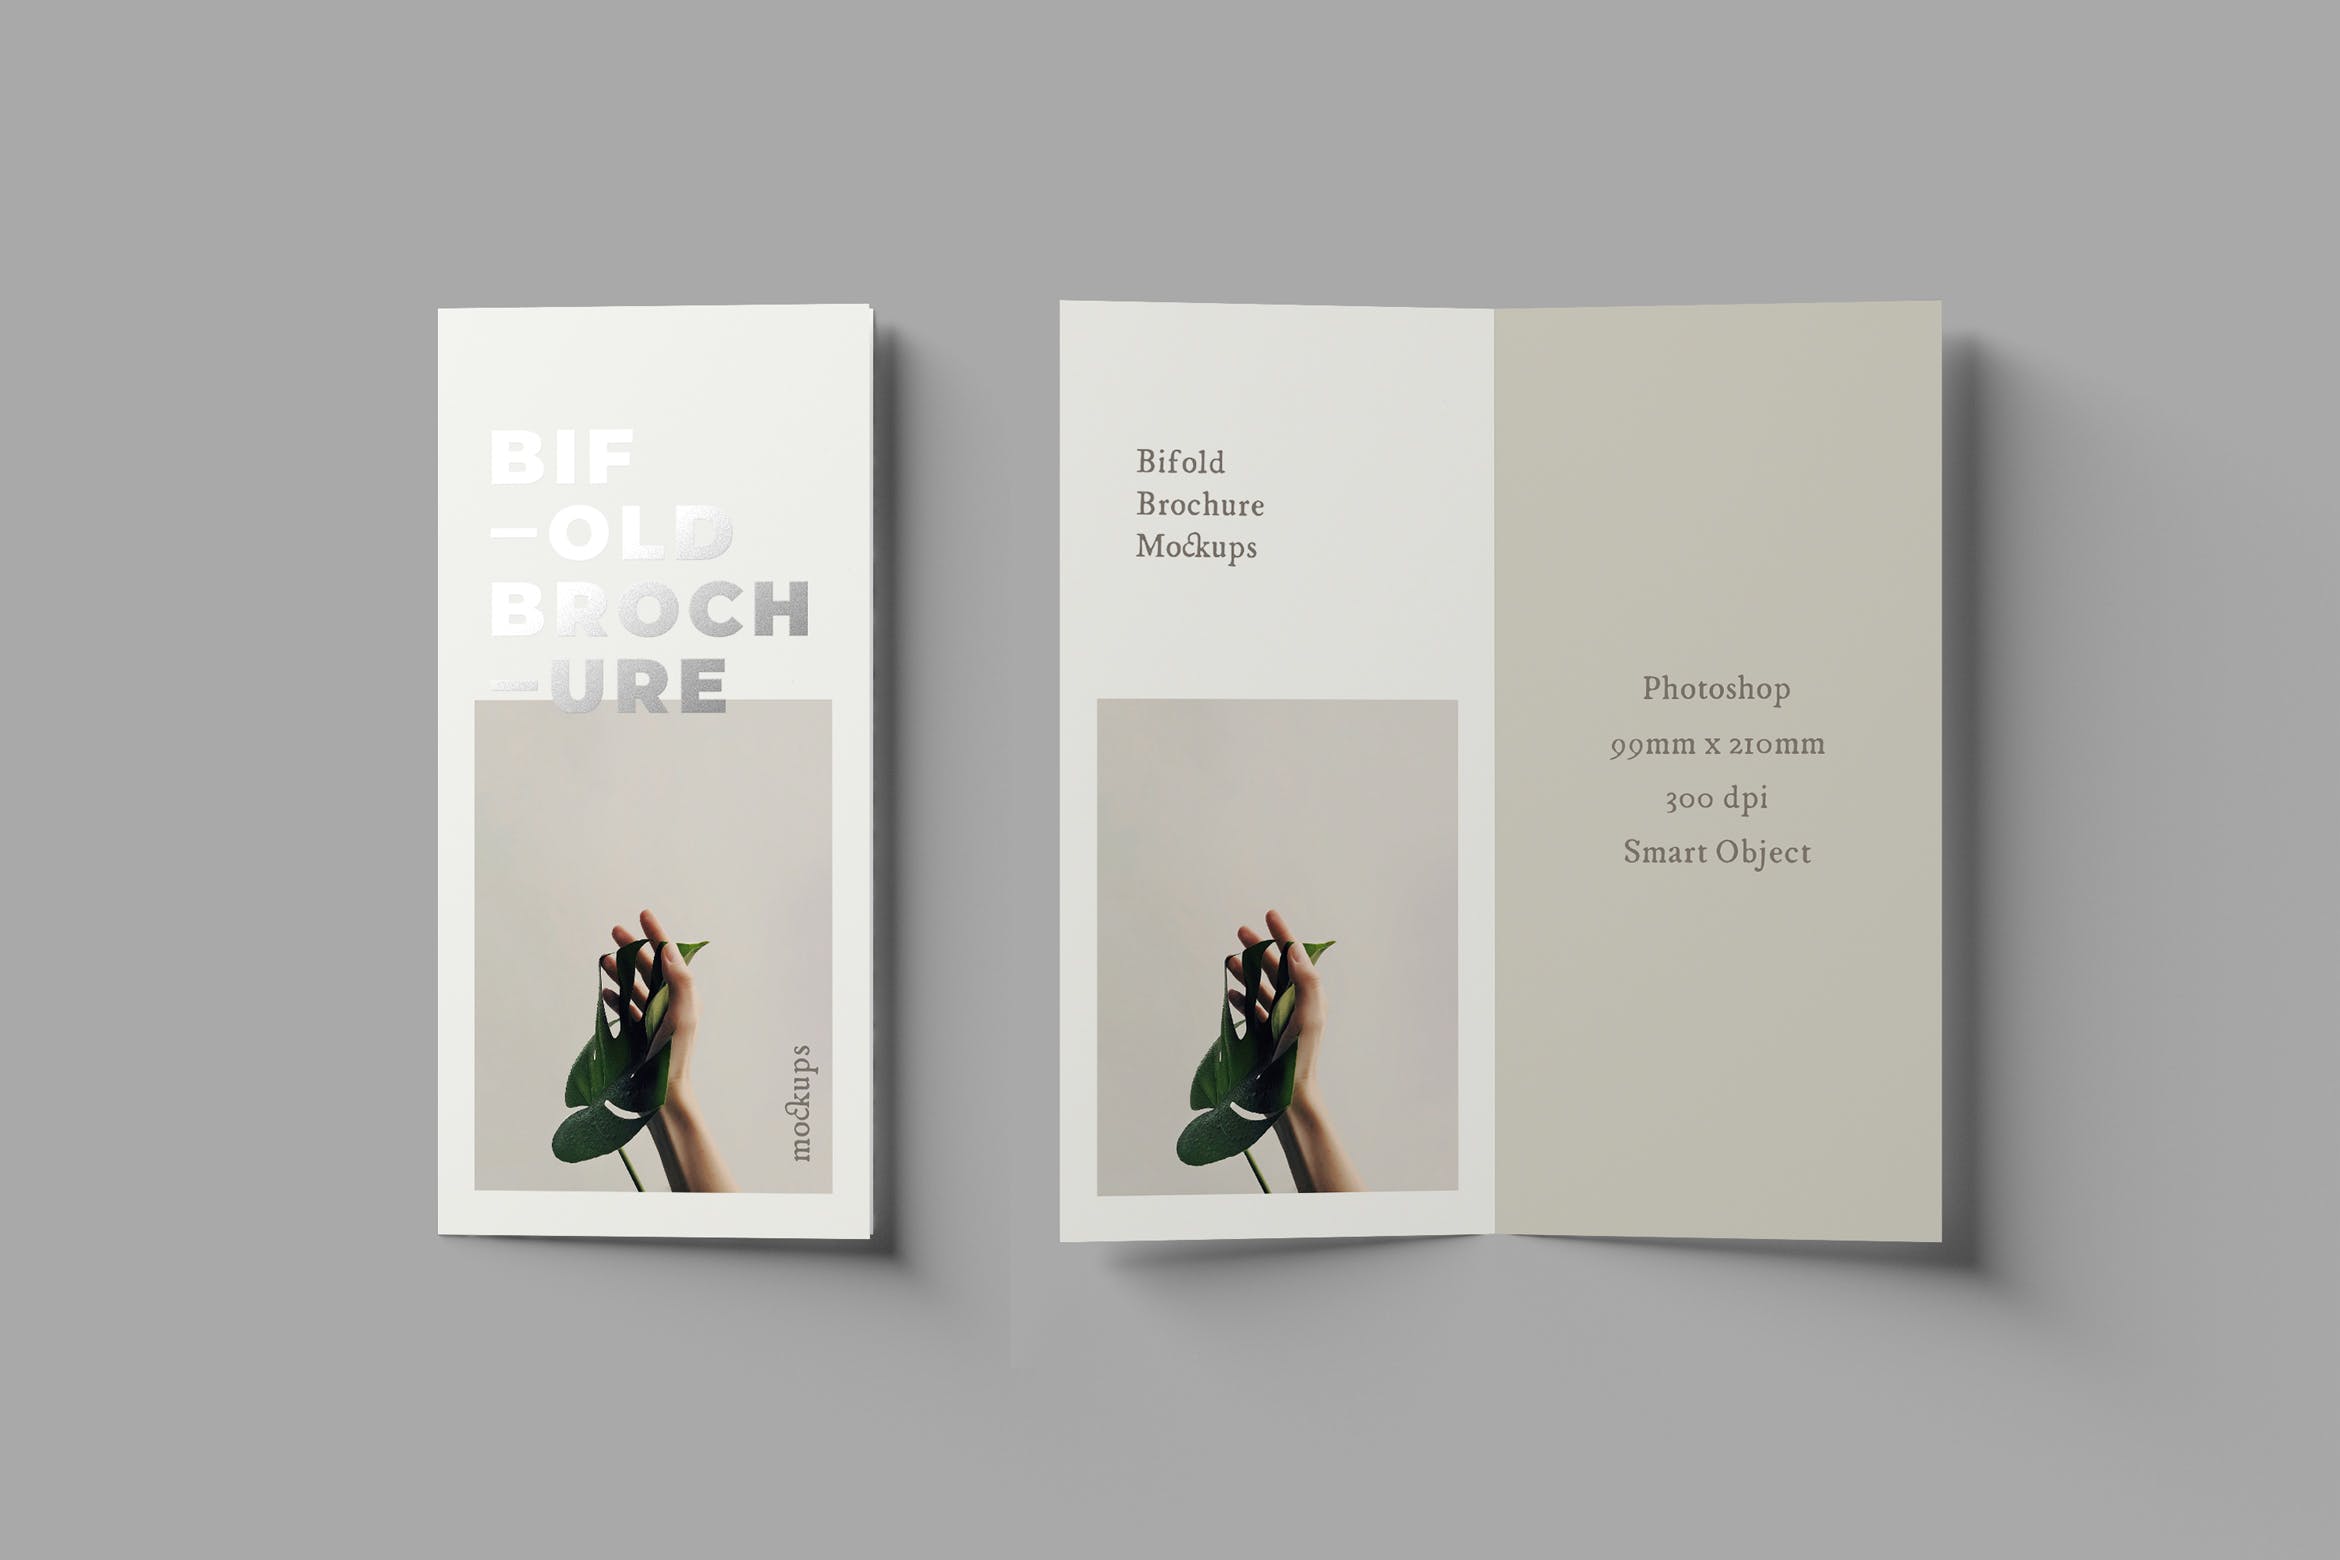 BIF
—OLD
BROCH
—URE
mockups
Bifold
Brochure
Mockups
Photoshop
99mm x 210mm
300 dpi
Smart Object